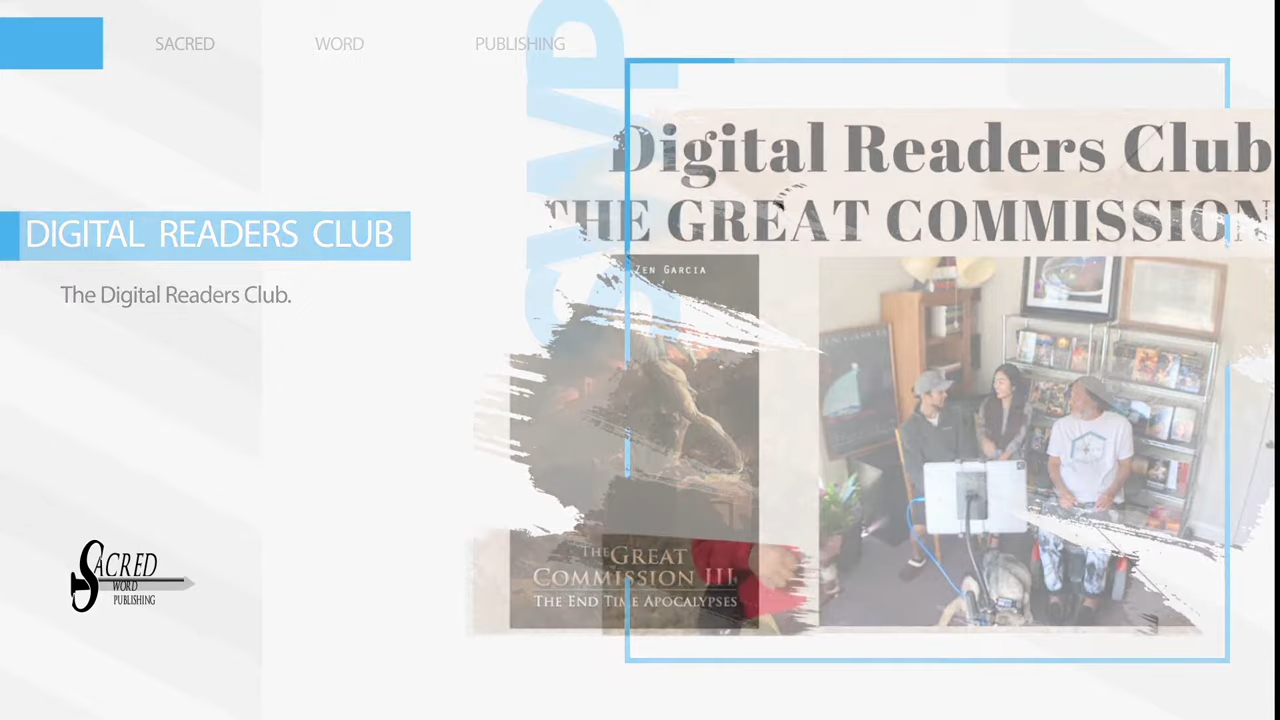 SACRED WORD PUBLISHING
SWP
Digital Readers Club
THE GREAT COMMISSION
DIGITAL READERS CLUB
The Digital Readers Club.
ZEN GARCIA
THE GREAT
COMMISSION III
THE END TIME APOCALYPSES
SACRED
WORD
PUBLISHING